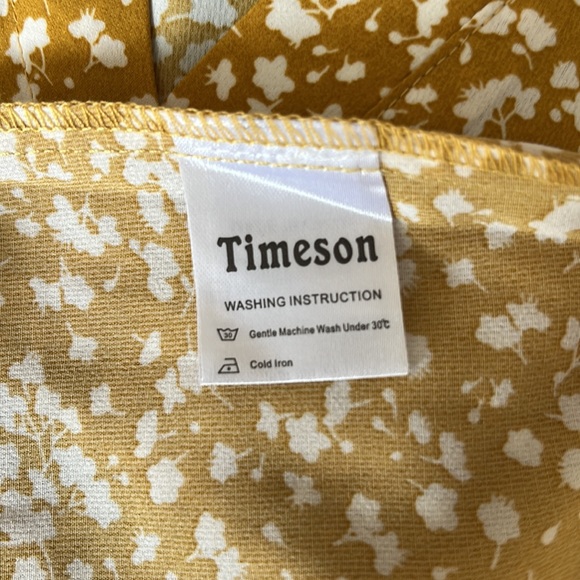 Timeson
WASHING INSTRUCTION
30 Gentle Machine Wash Under 30℃
Cold Iron